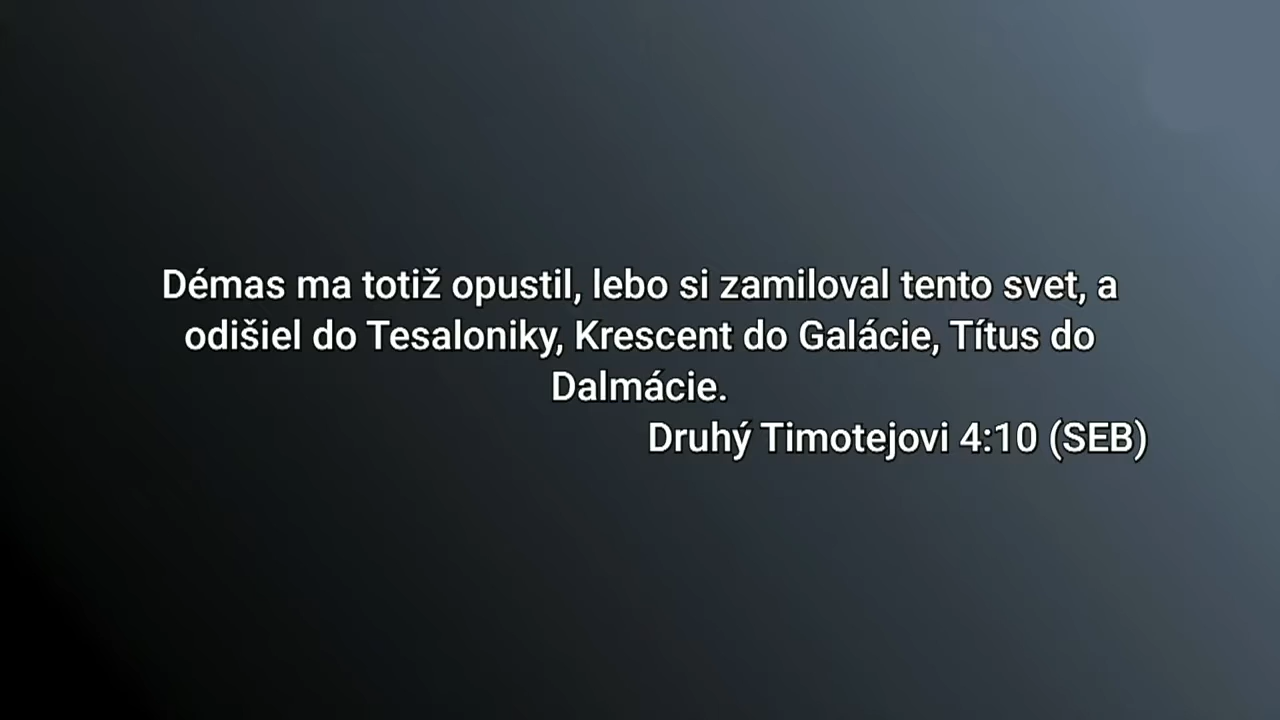 Démas ma totiž opustil, lebo si zamiloval tento svet, a
odišiel do Tesaloniky, Krescent do Galácie, Títus do
Dalmácie.
Druhý Timotejovi 4:10 (SEB)